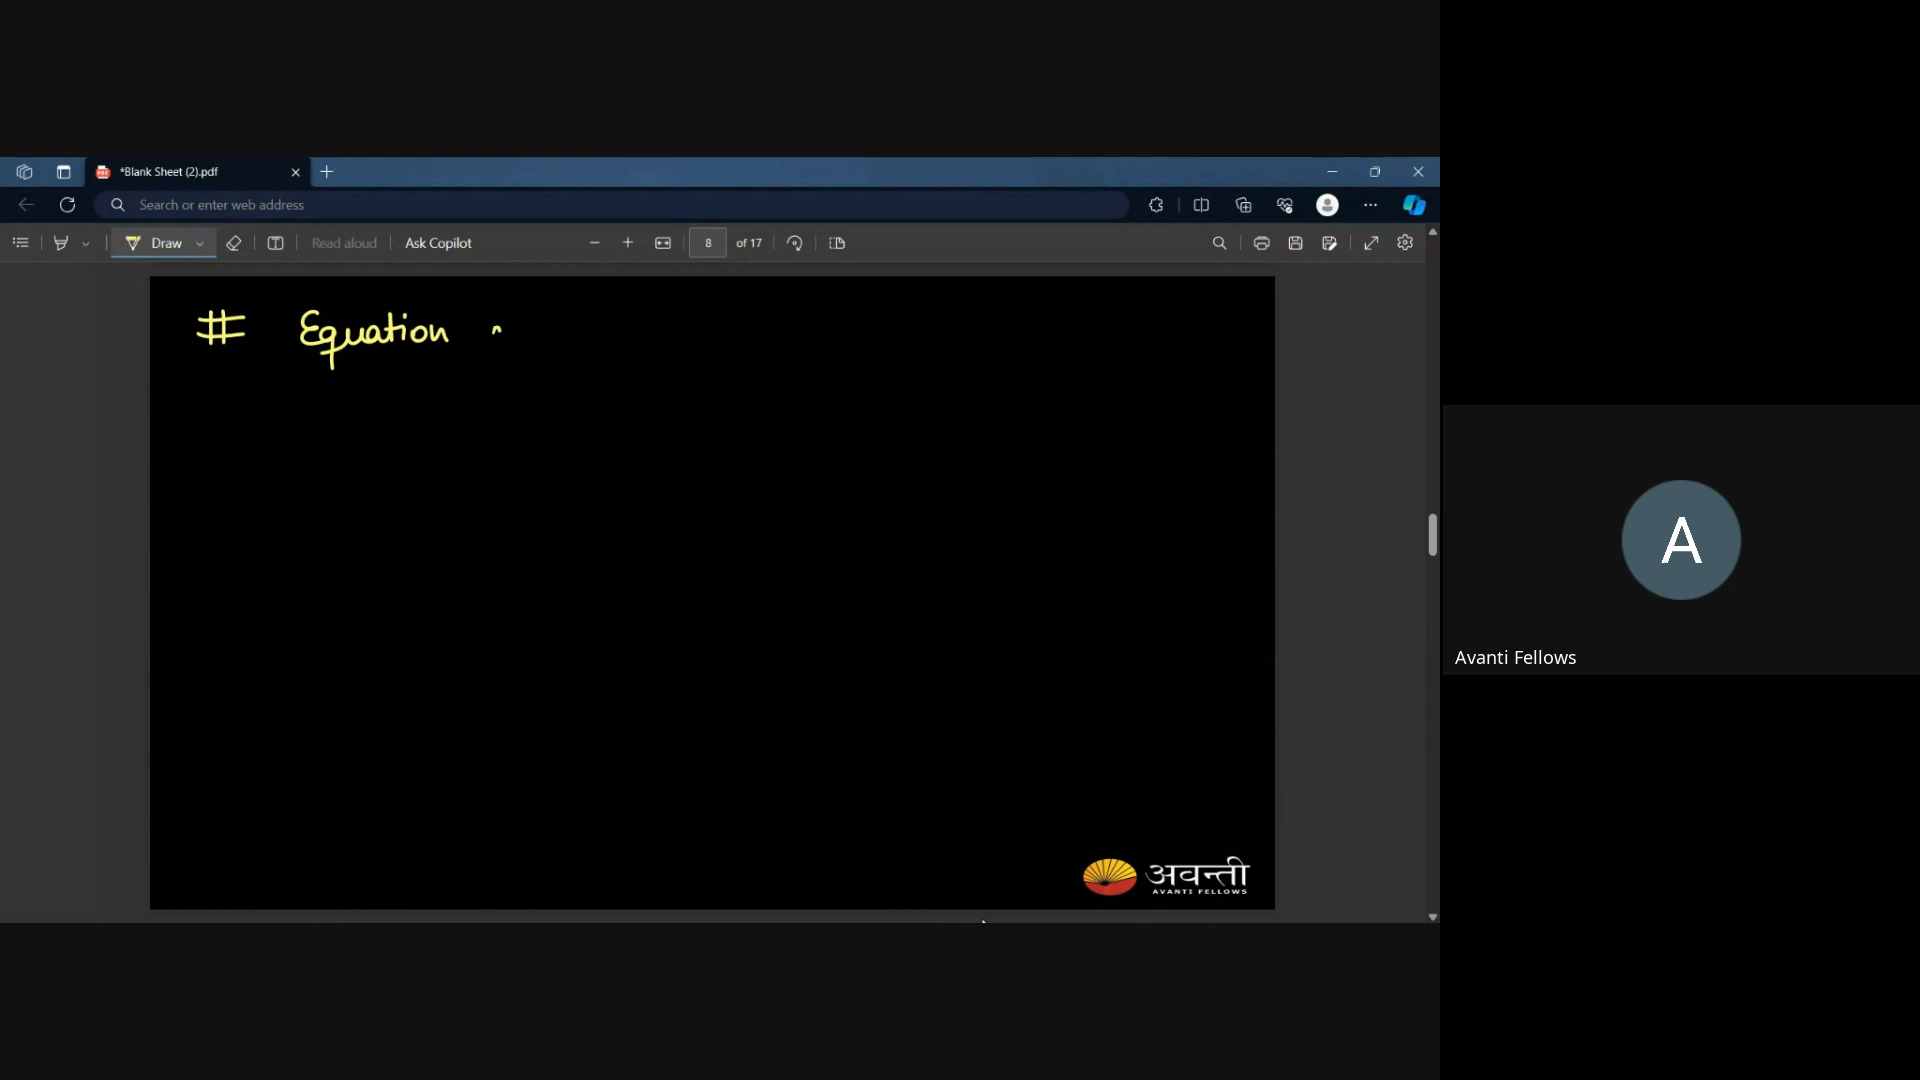 *Blank Sheet (2).pdf
Search or enter web address
Draw
Read aloud
Ask Copilot
8 of 17
# Equation
A
Avanti Fellows
अवन्ती
AVANTI FELLOWS